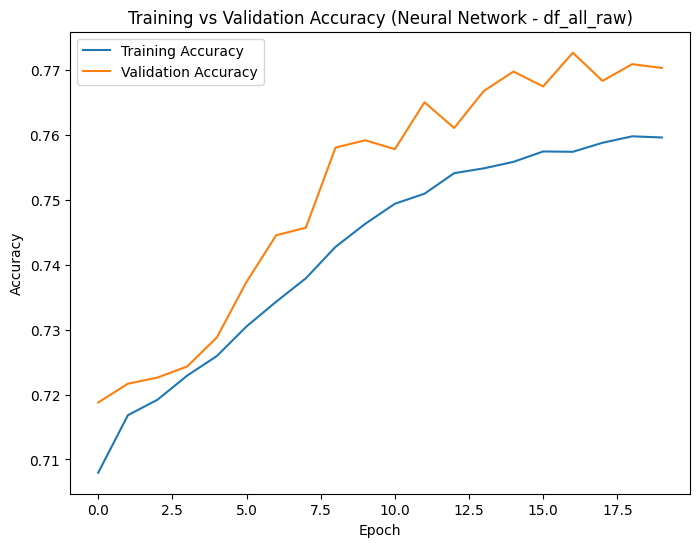 Training vs Validation Accuracy (Neural Network - df_all_raw)
Training Accuracy
Validation Accuracy
0.77
0.76
0.75
0.74
0.73
0.72
0.71
Accuracy
0.0 2.5 5.0 7.5 10.0 12.5 15.0 17.5
Epoch